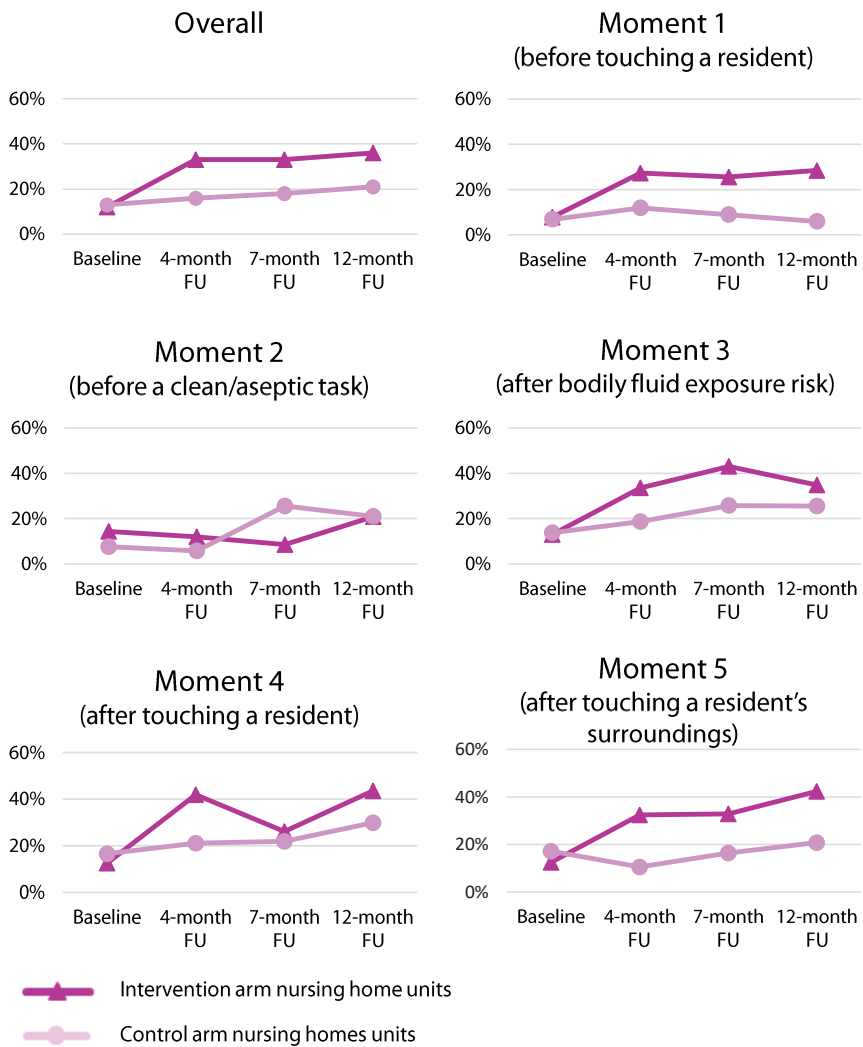 Overall
60%
40%
20%
0%
Baseline 4-month 7-month 12-month
FU FU FU
Moment 1
(before touching a resident)
60%
40%
20%
0%
Baseline 4-month 7-month 12-month
FU FU FU
Moment 2
(before a clean/aseptic task)
60%
40%
20%
0%
Baseline 4-month 7-month 12-month
FU FU FU
Moment 3
(after bodily fluid exposure risk)
60%
40%
20%
0%
Baseline 4-month 7-month 12-month
FU FU FU
Moment 4
(after touching a resident)
60%
40%
20%
0%
Baseline 4-month 7-month 12-month
FU FU FU
Moment 5
(after touching a resident’s
surroundings)
60%
40%
20%
0%
Baseline 4-month 7-month 12-month
FU FU FU
Intervention arm nursing home units
Control arm nursing homes units